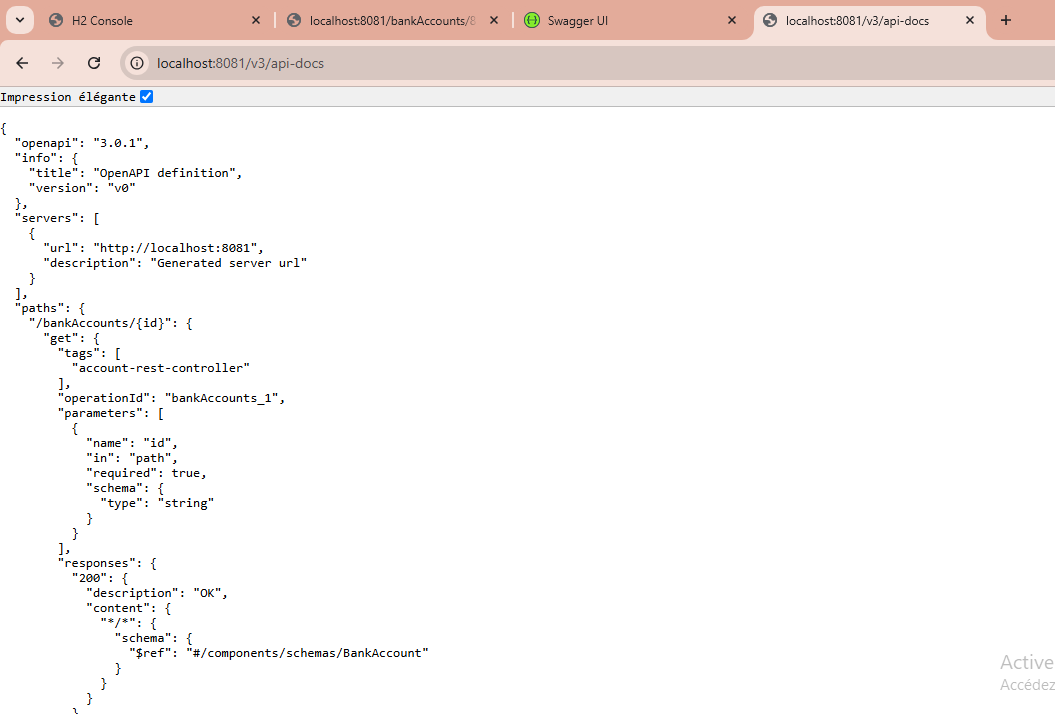 H2 Console
localhost:8081/bankAccounts/8
Swagger UI
localhost:8081/v3/api-docs
localhost:8081/v3/api-docs
Impression élégante
{
  "openapi": "3.0.1",
  "info": {
    "title": "OpenAPI definition",
    "version": "v0"
  },
  "servers": [
    {
      "url": "http://localhost:8081",
      "description": "Generated server url"
    }
  ],
  "paths": {
    "/bankAccounts/{id}": {
      "get": {
        "tags": [
          "account-rest-controller"
        ],
        "operationId": "bankAccounts_1",
        "parameters": [
          {
            "name": "id",
            "in": "path",
            "required": true,
            "schema": {
              "type": "string"
            }
          }
        ],
        "responses": {
          "200": {
            "description": "OK",
            "content": {
              "*/*": {
                "schema": {
                  "$ref": "#/components/schemas/BankAccount"
                }
              }
            }
          }
Active
Accédez